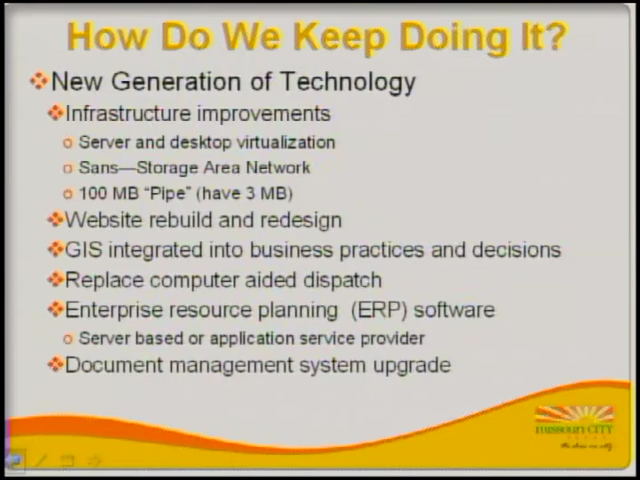 How Do We Keep Doing It?
New Generation of Technology
Infrastructure improvements
Server and desktop virtualization
Sans—Storage Area Network
100 MB “Pipe” (have 3 MB)
Website rebuild and redesign
GIS integrated into business practices and decisions
Replace computer aided dispatch
Enterprise resource planning (ERP) software
Server based or application service provider
Document management system upgrade
missouri CITY